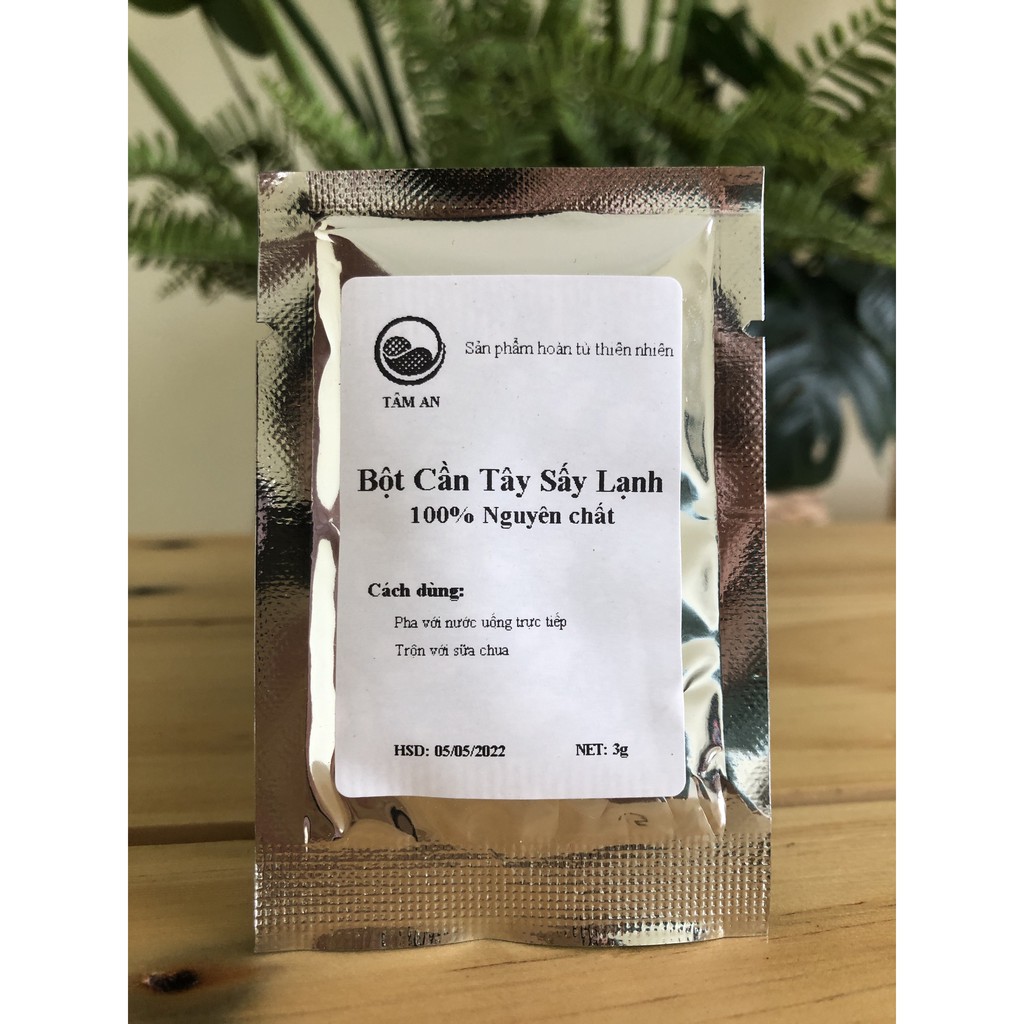 Sản phẩm hoàn từ thiên nhiên
TÂM AN
Bột Cần Tây Sấy Lạnh
100% Nguyên chất
Cách dùng:
Pha với nước uống trực tiếp
Trộn với sữa chua
HSD: 05/05/2022 NET: 3g